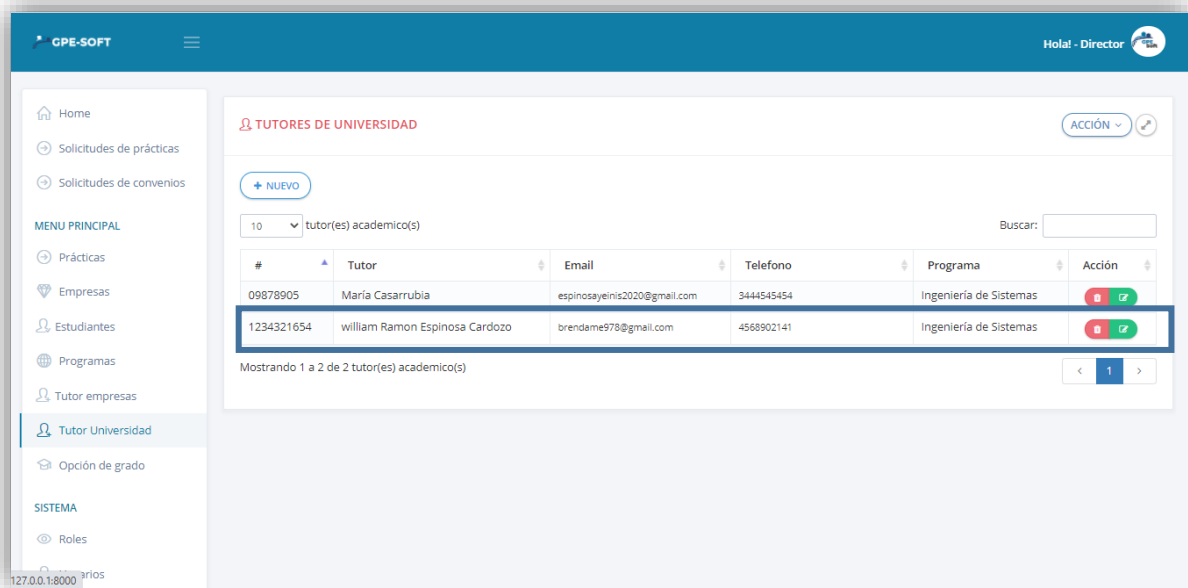 GPE-SOFT
Hola! - Director
Home
Solicitudes de prácticas
Solicitudes de convenios
MENU PRINCIPAL
Prácticas
Empresas
Estudiantes
Programas
Tutor empresas
Tutor Universidad
Opción de grado
SISTEMA
Roles
127.0.0.1:8000
TUTORES DE UNIVERSIDAD
ACCIÓN
+ NUEVO
10 tutor(es) academico(s)
Buscar:
# Tutor Email Telefono Programa Acción
09878905 María Casarrubia espinosayeinis2020@gmail.com 3444545454 Ingeniería de Sistemas
1234321654 william Ramon Espinosa Cardozo brendame978@gmail.com 4568902141 Ingeniería de Sistemas
Mostrando 1 a 2 de 2 tutor(es) academico(s)
< 1 >